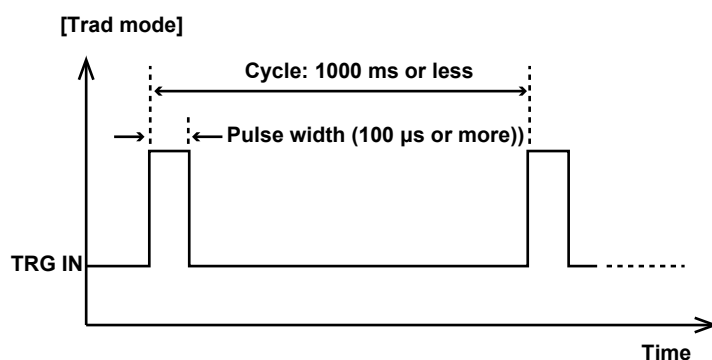 [Trad mode]
Cycle: 1000 ms or less
Pulse width (100 µs or more))
TRG IN
Time